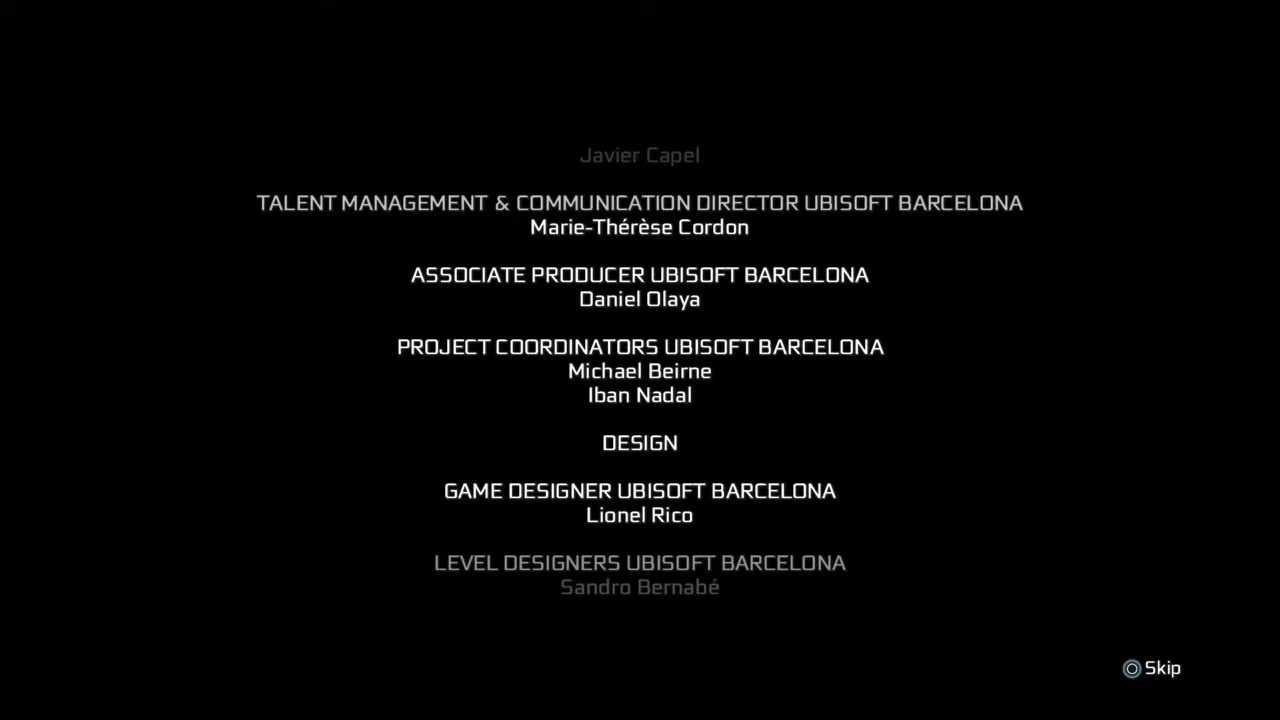 Javier Capel
TALENT MANAGEMENT & COMMUNICATION DIRECTOR UBISOFT BARCELONA
Marie-Thérèse Cordon
ASSOCIATE PRODUCER UBISOFT BARCELONA
Daniel Olaya
PROJECT COORDINATORS UBISOFT BARCELONA
Michael Beirne
Iban Nadal
DESIGN
GAME DESIGNER UBISOFT BARCELONA
Lionel Rico
LEVEL DESIGNERS UBISOFT BARCELONA
Sandro Bernabé
Skip